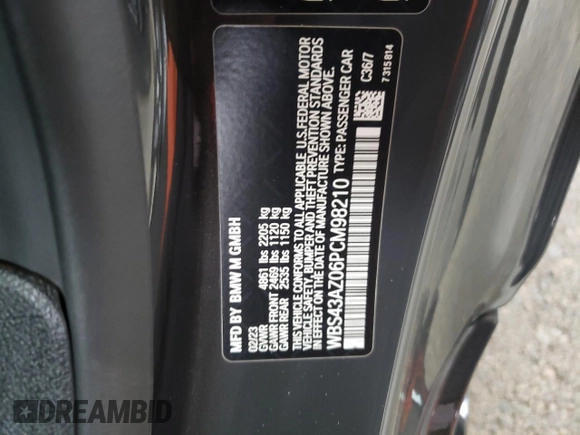 MFD BY BMW M GMBH
02/23
GVWR 4861 lbs 2205 kg
GAWR FRONT 2469 lbs 1120 kg
GAWR REAR 2535 lbs 1150 kg
THIS VEHICLE CONFORMS TO ALL APPLICABLE U.S.FEDERAL MOTOR
VEHICLE SAFETY, BUMPER AND THEFT PREVENTION STANDARDS
IN EFFECT ON THE DATE OF MANUFACTURE SHOWN ABOVE.
WBS43AZ06PCM98210 TYPE: PASSENGER CAR
C36/7
7315814
DREAMBID